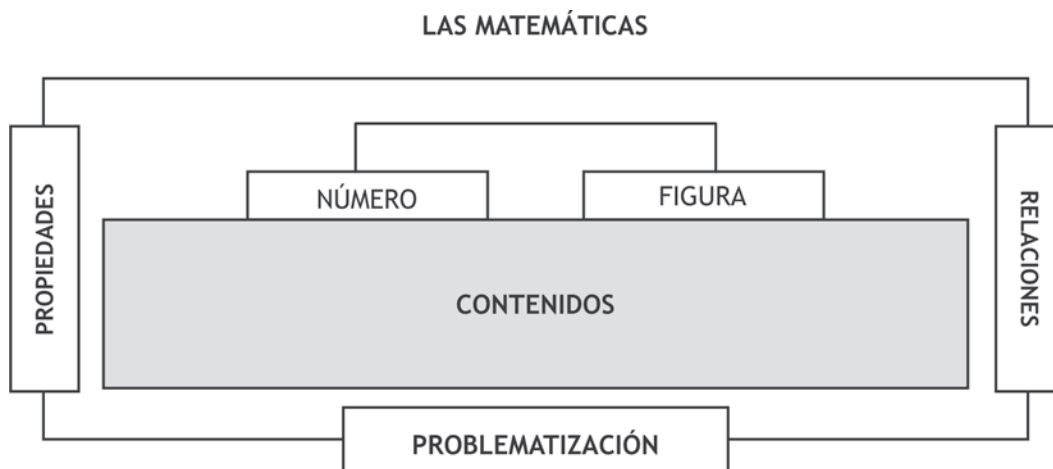 LAS MATEMÁTICAS
NÚMERO
FIGURA
PROPIEDADES
CONTENIDOS
RELACIONES
PROBLEMATIZACIÓN